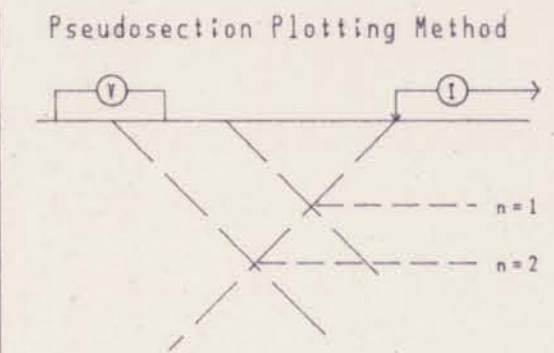 Pseudosection Plotting Method
V
I
n = 1
n = 2